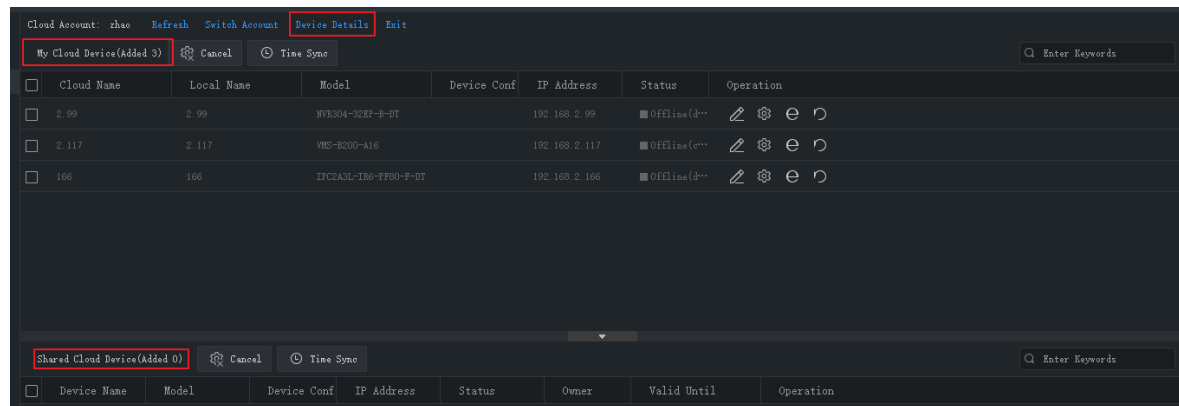 Cloud Account: zhao Refresh Switch Account Device Details Exit
My Cloud Device(Added 3) Cancel Time Sync Enter Keywords
Cloud Name Local Name Model Device Conf IP Address Status Operation
2.99 2.99 NVR304-32EP-B-DT 192.168.2.99 Offline(d···
2.117 2.117 VMS-B200-A16 192.168.2.117 Offline(c···
166 166 IPC2A3L-IR6-PF80-F-DT 192.168.2.166 Offline(d···
Shared Cloud Device(Added 0) Cancel Time Sync Enter Keywords
Device Name Model Device Conf IP Address Status Owner Valid Until Operation